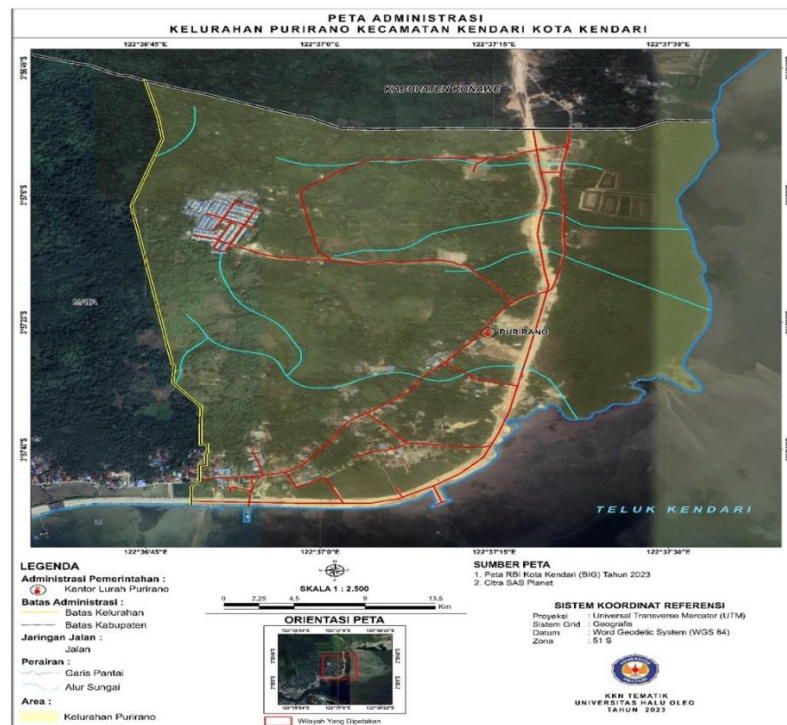 PETA ADMINISTRASI
KELURAHAN PURIRANO KECAMATAN KENDARI KOTA KENDARI
122°36'45"E 122°37'0"E 122°37'15"E 122°37'30"E
KABUPATEN KONAWE
MATA
PURIRANO
TELUK KENDARI
122°36'45"E 122°37'0"E 122°37'15"E 122°37'30"E
LEGENDA
Administrasi Pemerintahan :
Kantor Lurah Purirano
Batas Administrasi :
Batas Kelurahan
Batas Kabupaten
Jaringan Jalan :
Jalan
Perairan :
Garis Pantai
Alur Sungai
Area :
Kelurahan Purirano
SKALA 1 : 2.500
0 2,25 4,5 9 13,5
Km
ORIENTASI PETA
Wilayah Yang Dipetakan
SUMBER PETA
1. Peta RBI Kota Kendari (BIG) Tahun 2023
2. Citra SAS Planet
SISTEM KOORDINAT REFERENSI
Proyeksi : Universal Transverse Mercator (UTM)
Sistem Grid : Geografis
Datum : Word Geodetic System (WGS 84)
Zona : 51 S
KKN TEMATIK
UNIVERSITAS HALU OLEO
TAHUN 2023